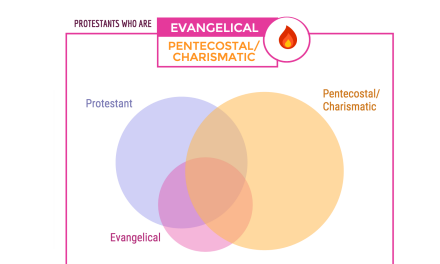 PROTESTANTS WHO ARE
EVANGELICAL
PENTECOSTAL/
CHARISMATIC
Protestant
Pentecostal/
Charismatic
Evangelical